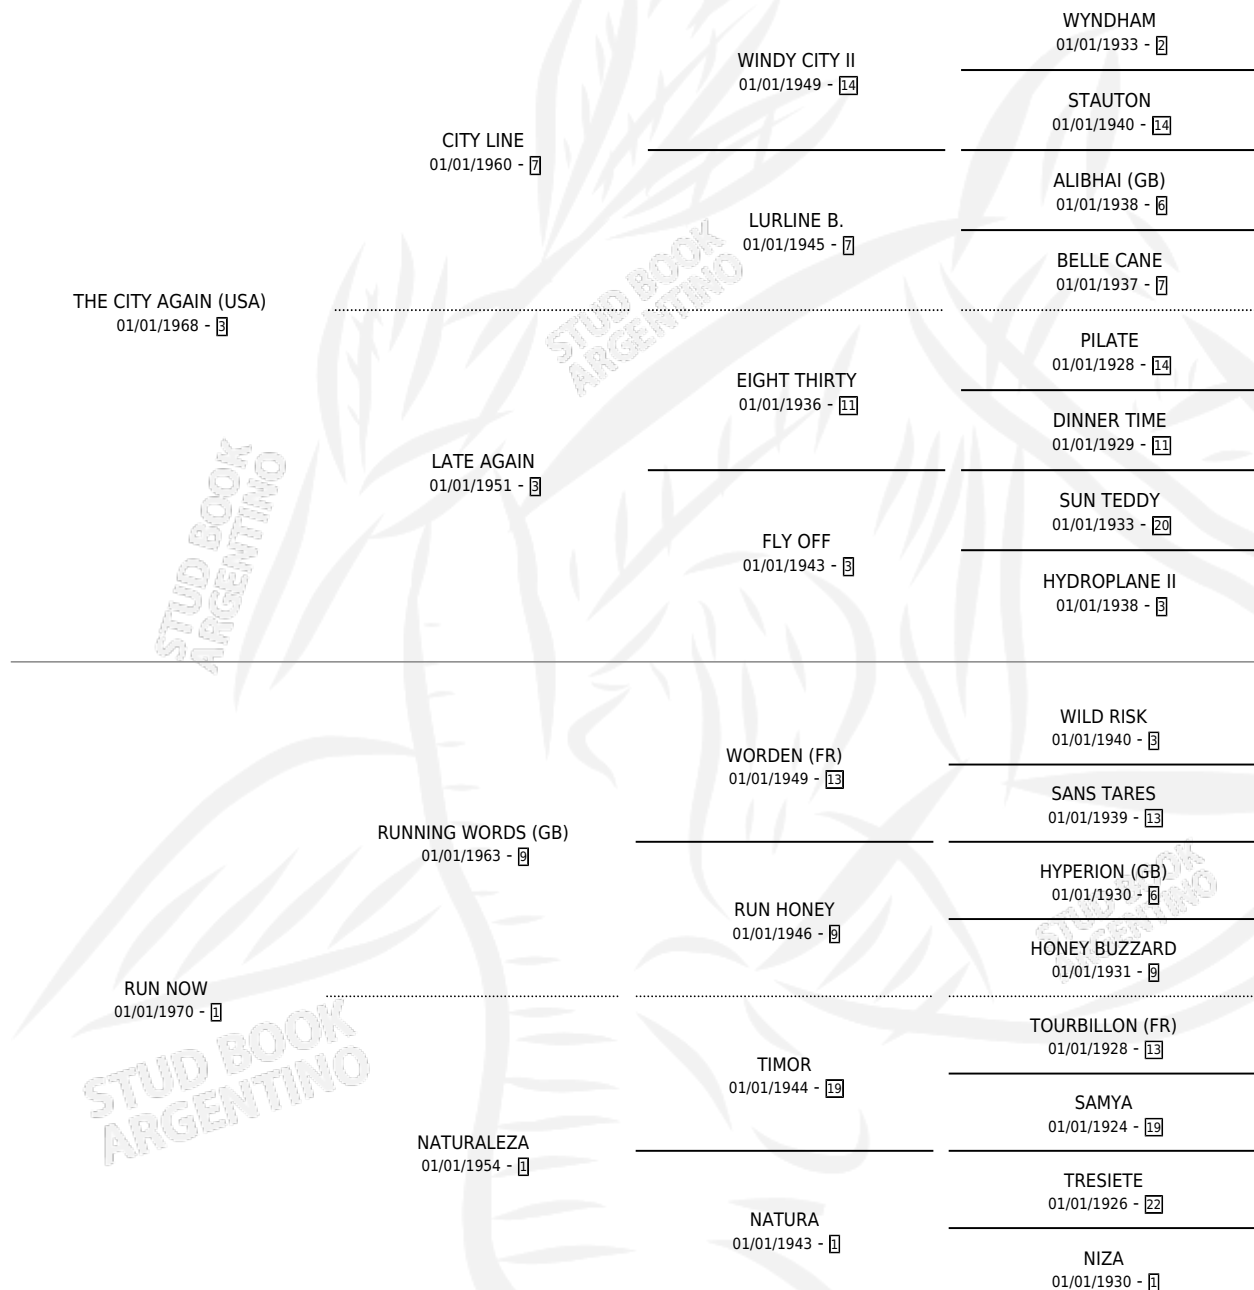 WYNDHAM
01/01/1933 - 2
WINDY CITY II
01/01/1949 - 14
STAUTON
01/01/1940 - 14
CITY LINE
01/01/1960 - 7
ALIBHAI (GB)
01/01/1938 - 6
LURLINE B.
01/01/1945 - 7
BELLE CANE
01/01/1937 - 7
THE CITY AGAIN (USA)
01/01/1968 - 3
STUD BOOK
ARGENTINO
PILATE
01/01/1928 - 14
EIGHT THIRTY
01/01/1936 - 11
DINNER TIME
01/01/1929 - 11
LATE AGAIN
01/01/1951 - 3
SUN TEDDY
01/01/1933 - 20
FLY OFF
01/01/1943 - 3
HYDROPLANE II
01/01/1938 - 3
STUD BOOK
ARGENTINO
WILD RISK
01/01/1940 - 3
WORDEN (FR)
01/01/1949 - 13
SANS TARES
01/01/1939 - 13
RUNNING WORDS (GB)
01/01/1963 - 9
HYPERION (GB)
01/01/1930 - 6
RUN HONEY
01/01/1946 - 9
STUD BOOK
ARGENTINO
HONEY BUZZARD
01/01/1931 - 9
RUN NOW
01/01/1970 - 1
TOURBILLON (FR)
01/01/1928 - 13
TIMOR
01/01/1944 - 19
SAMYA
01/01/1924 - 19
STUD BOOK
ARGENTINO
NATURALEZA
01/01/1954 - 1
TRESIETE
01/01/1926 - 22
NATURA
01/01/1943 - 1
NIZA
01/01/1930 - 1